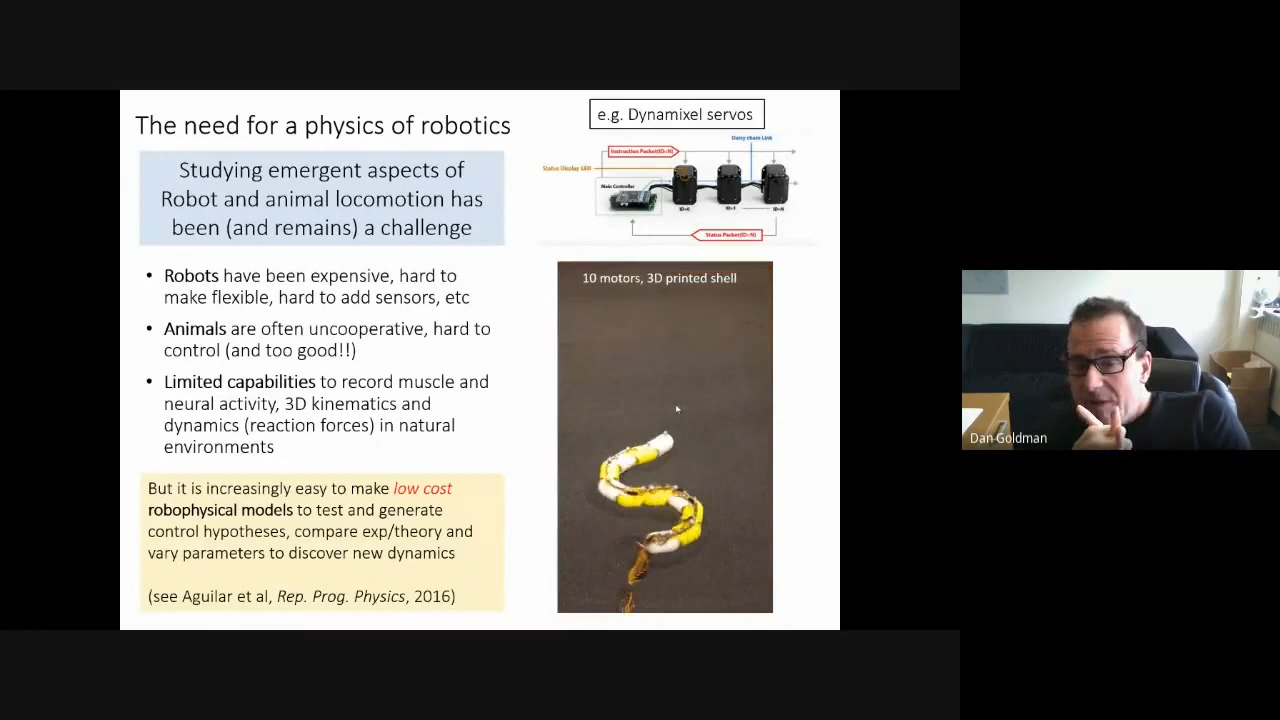 The need for a physics of robotics
Studying emergent aspects of
Robot and animal locomotion has
been (and remains) a challenge
• Robots have been expensive, hard to
make flexible, hard to add sensors, etc
• Animals are often uncooperative, hard to
control (and too good!!)
• Limited capabilities to record muscle and
neural activity, 3D kinematics and
dynamics (reaction forces) in natural
environments
But it is increasingly easy to make low cost
robophysical models to test and generate
control hypotheses, compare exp/theory and
vary parameters to discover new dynamics
(see Aguilar et al, Rep. Prog. Physics, 2016)
e.g. Dynamixel servos
Daisy chain Link
Instruction Packet(ID=N)
Status Display LED
Main Controller
ID=0
ID=1
ID=N
Status Packet(ID=N)
10 motors, 3D printed shell
Dan Goldman